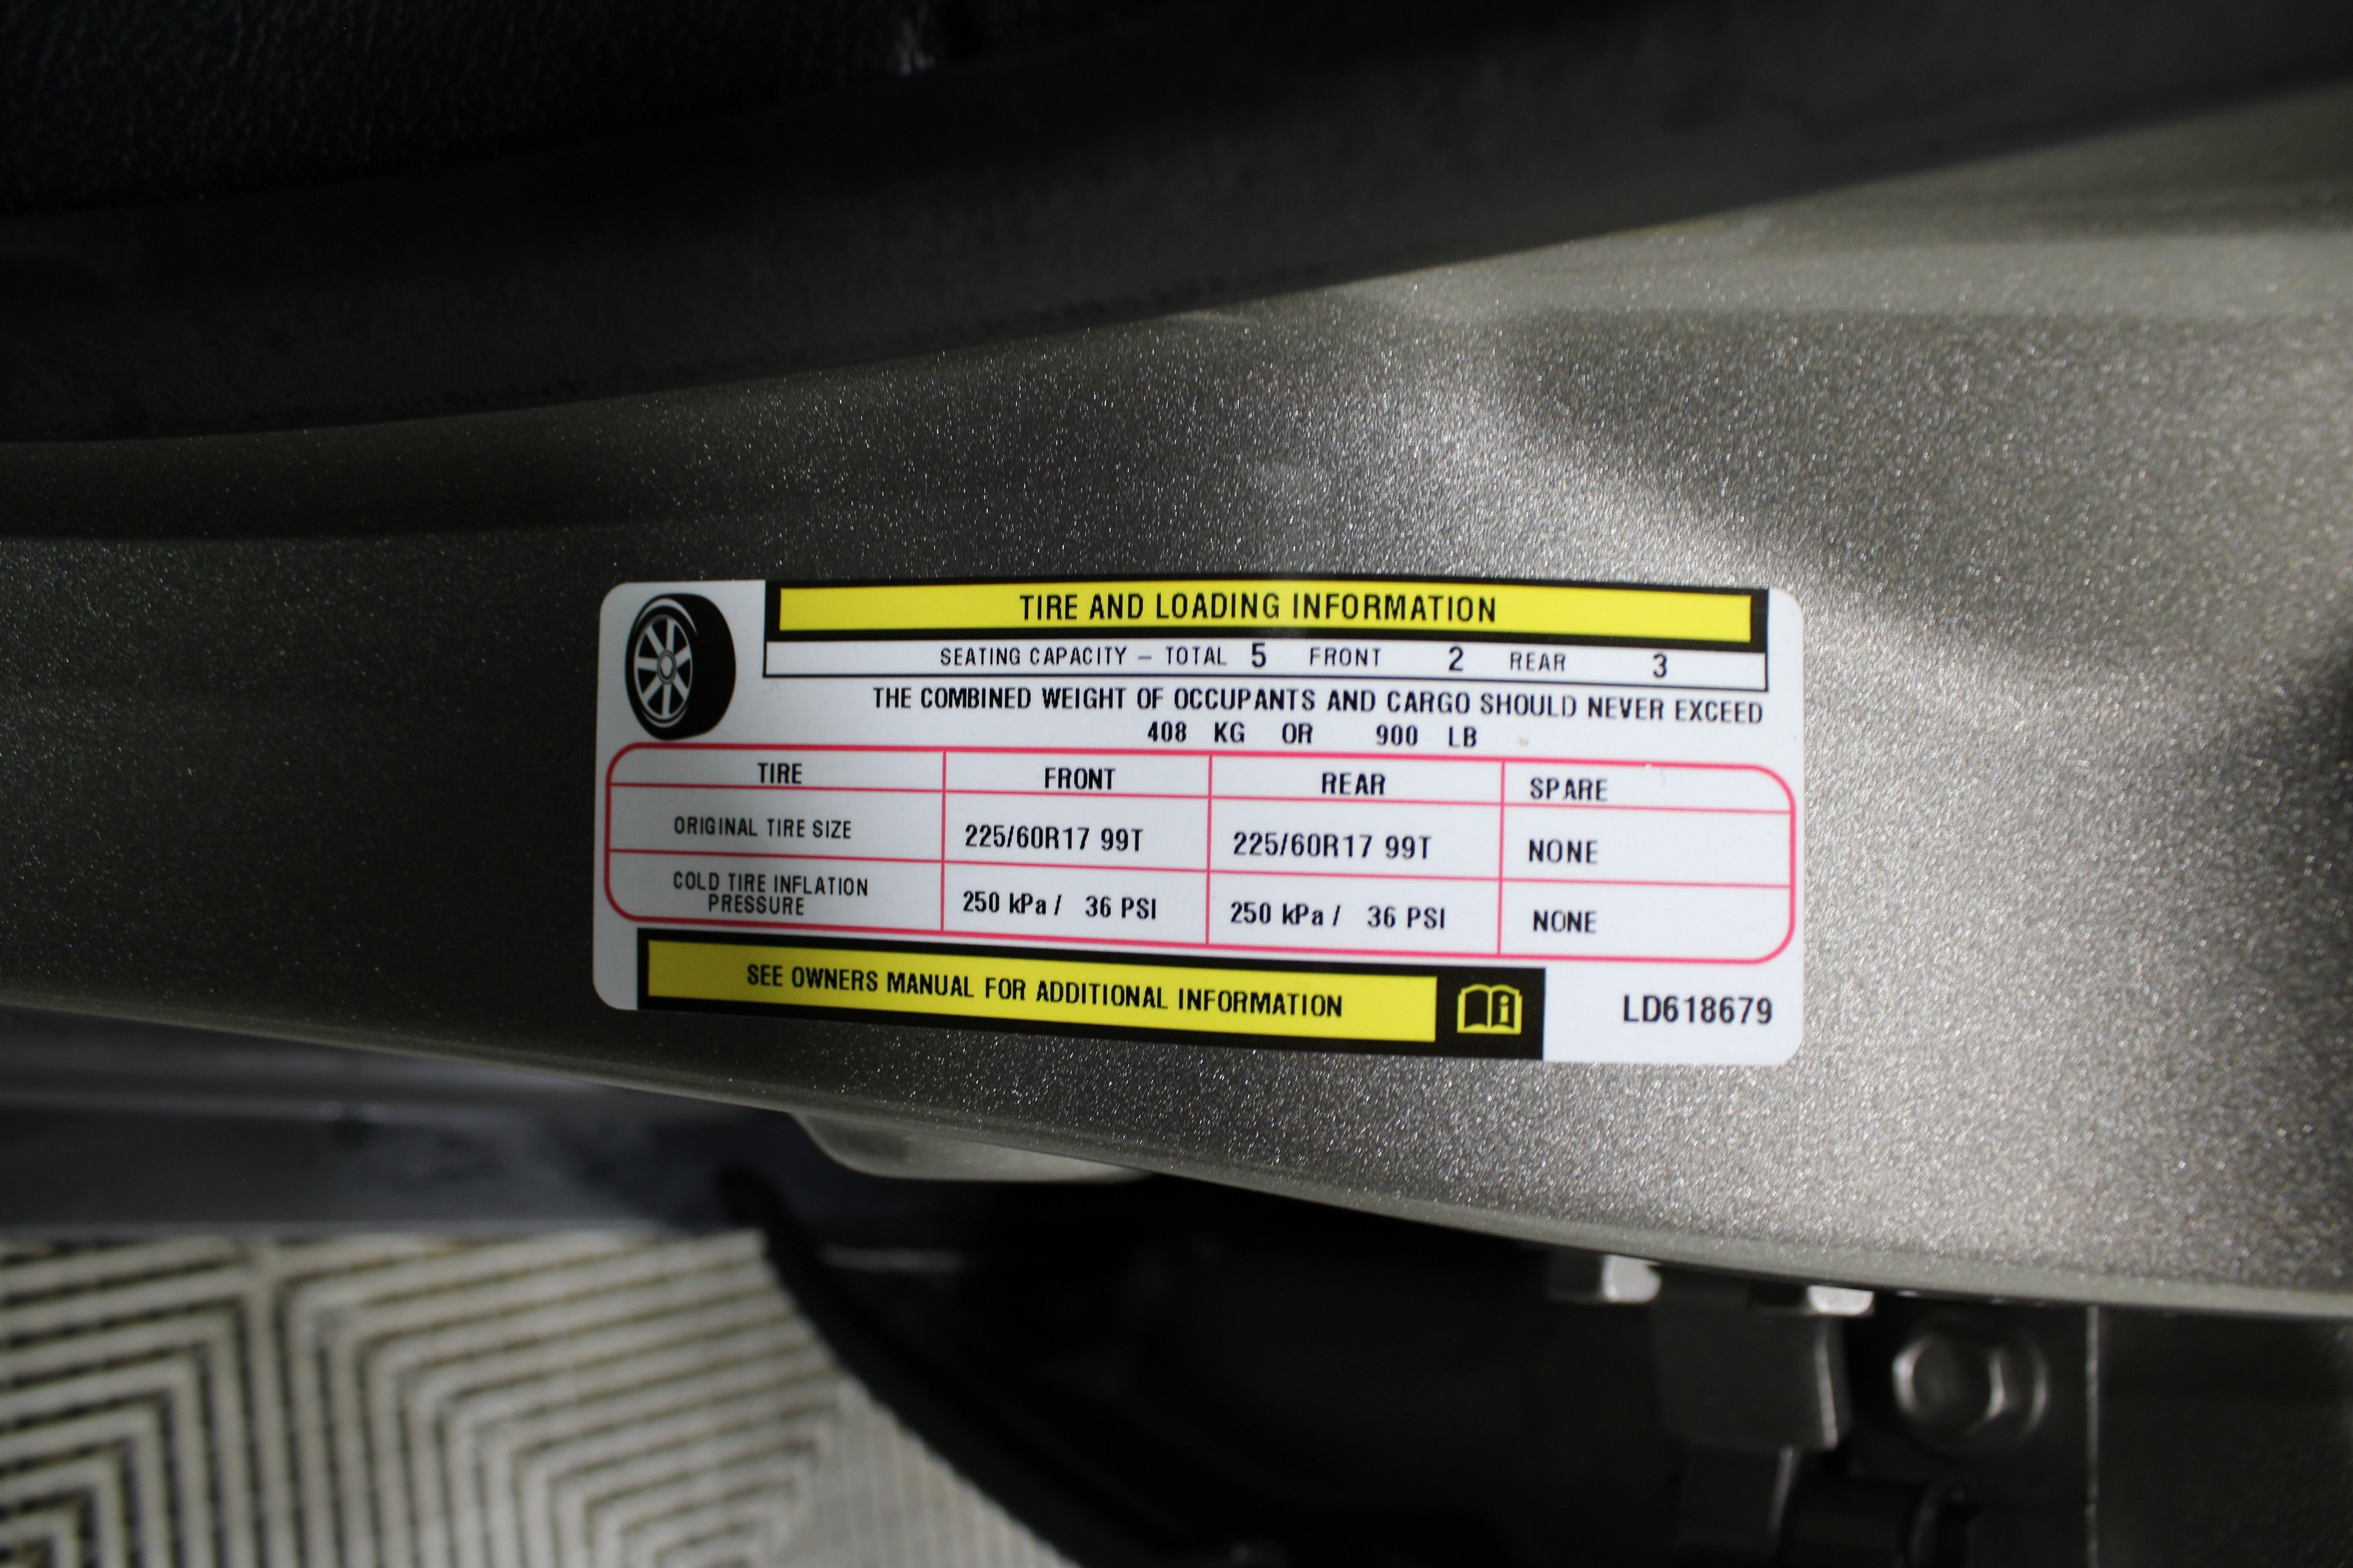 TIRE AND LOADING INFORMATION
SEATING CAPACITY – TOTAL 5 FRONT 2 REAR 3
THE COMBINED WEIGHT OF OCCUPANTS AND CARGO SHOULD NEVER EXCEED
408 KG OR 900 LB
TIRE FRONT REAR SPARE
ORIGINAL TIRE SIZE 225/60R17 99T 225/60R17 99T NONE
COLD TIRE INFLATION
PRESSURE 250 kPa / 36 PSI 250 kPa / 36 PSI NONE
SEE OWNERS MANUAL FOR ADDITIONAL INFORMATION
LD618679